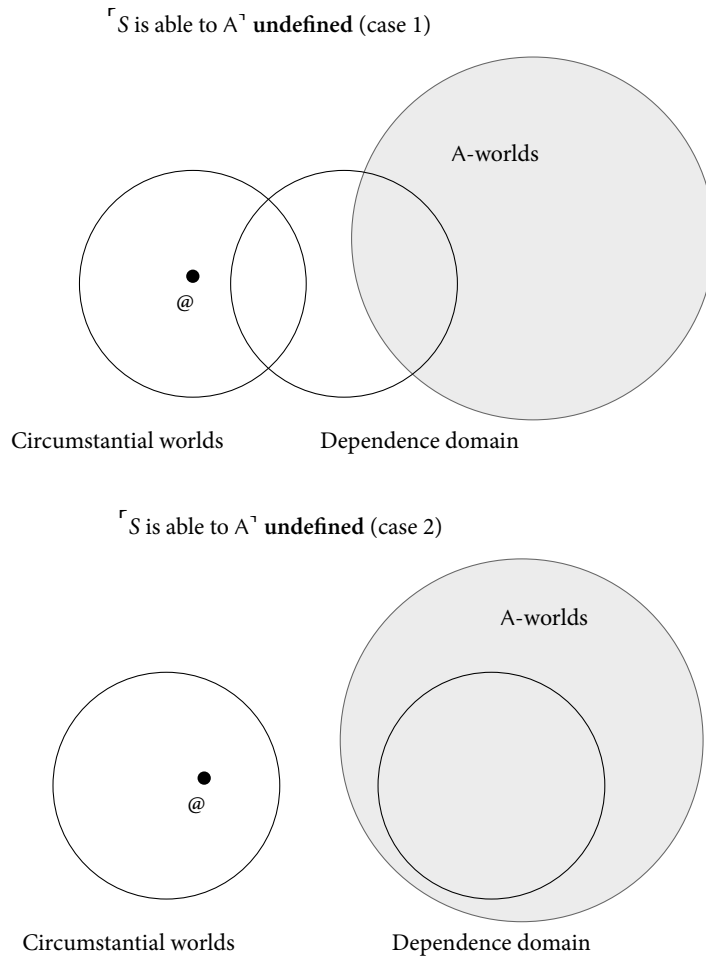 ⌜S is able to A⌝ undefined (case 1)
A-worlds
@
Circumstantial worlds Dependence domain
⌜S is able to A⌝ undefined (case 2)
A-worlds
@
Circumstantial worlds Dependence domain